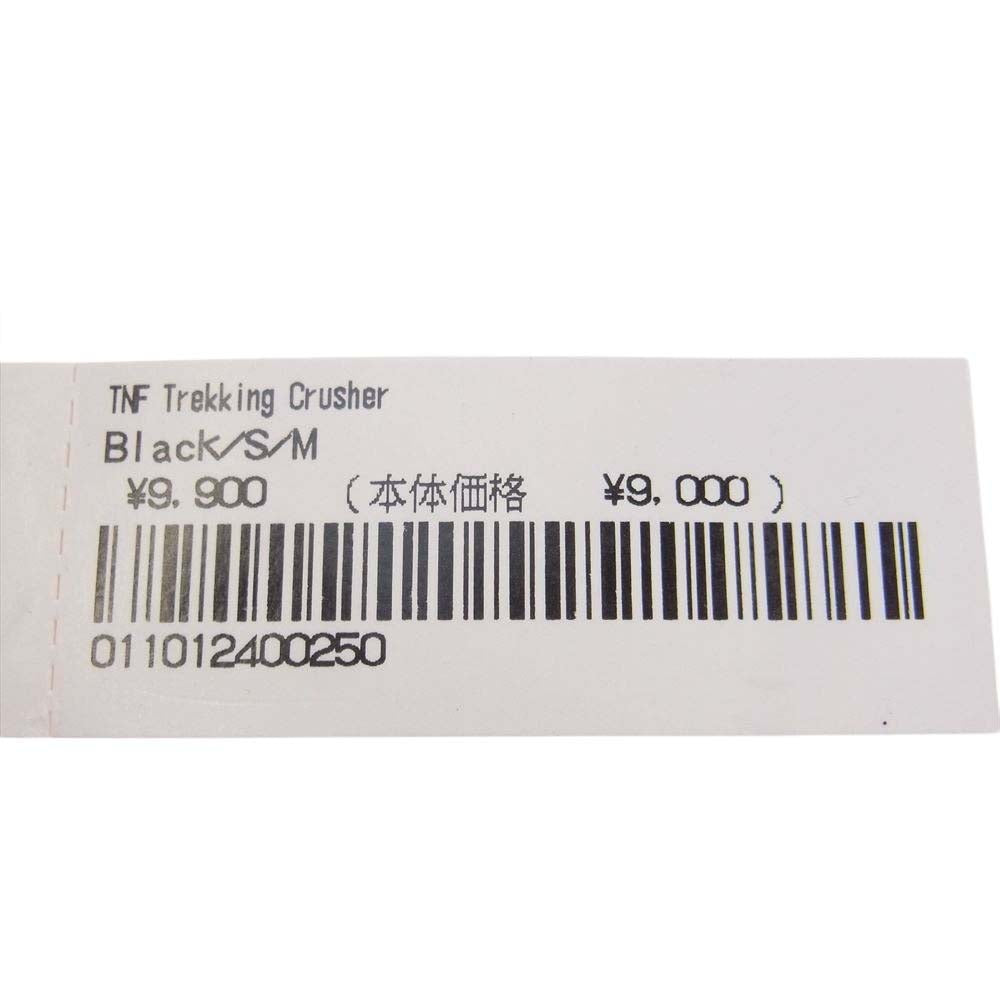 TNF Trekking Crusher
Black/S/M
¥9,900 (本体価格 ¥9,000)
011012400250